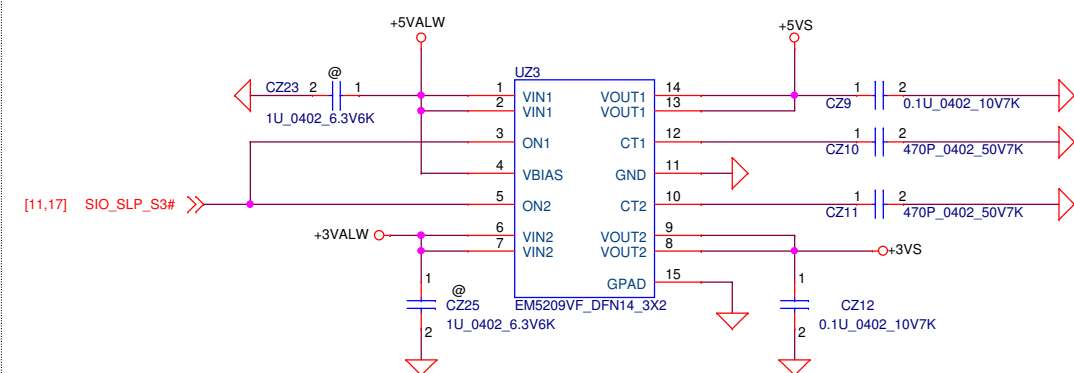 +5VALW
+5VS
UZ3
@
CZ23 2 1
1U_0402_6.3V6K
1 VIN1
2 VIN1
3 ON1
4 VBIAS
5 ON2
6 VIN2
7 VIN2
VOUT1 14
VOUT1 13
CT1 12
GND 11
CT2 10
VOUT2 9
VOUT2 8
GPAD 15
EM5209VF_DFN14_3X2
1 2
CZ9 0.1U_0402_10V7K
1 2
CZ10 470P_0402_50V7K
1 2
CZ11 470P_0402_50V7K
[11,17] SIO_SLP_S3#
+3VALW
+3VS
1
@
CZ25
1U_0402_6.3V6K
2
1
CZ12
0.1U_0402_10V7K
2